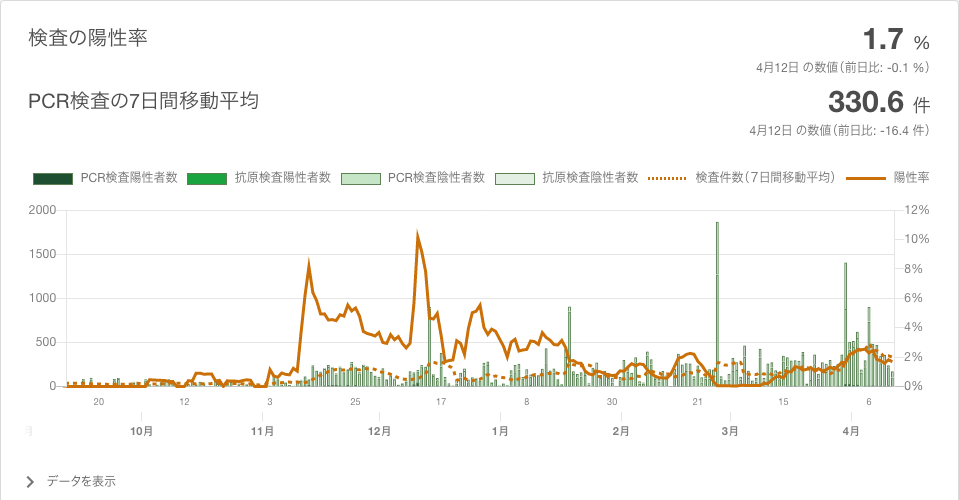 検査の陽性率
1.7 %
4月12日 の数値（前日比: -0.1 %）
PCR検査の7日間移動平均
330.6 件
4月12日 の数値（前日比: -16.4 件）
PCR検査陽性者数 抗原検査陽性者数 PCR検査陰性者数 抗原検査陰性者数 検査件数（7日間移動平均） 陽性率
2000 12%
10%
1500
8%
1000 6%
4%
500
2%
0 0%
20 12 3 25 17 8 30 21 15 6
月 10月 11月 12月 1月 2月 3月 4月
データを表示